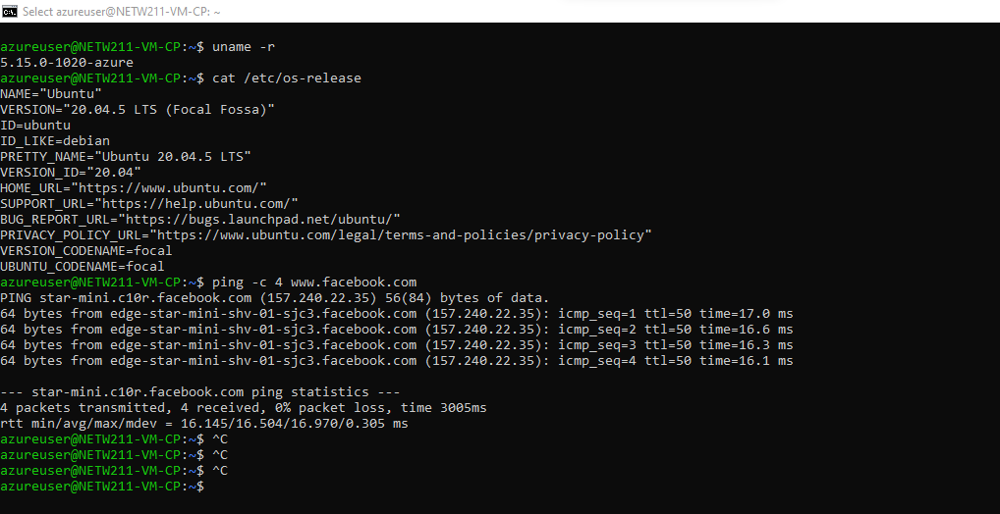 Select azureuser@NETW211-VM-CP: ~
azureuser@NETW211-VM-CP:~$ uname -r
5.15.0-1020-azure
azureuser@NETW211-VM-CP:~$ cat /etc/os-release
NAME="Ubuntu"
VERSION="20.04.5 LTS (Focal Fossa)"
ID=ubuntu
ID_LIKE=debian
PRETTY_NAME="Ubuntu 20.04.5 LTS"
VERSION_ID="20.04"
HOME_URL="https://www.ubuntu.com/"
SUPPORT_URL="https://help.ubuntu.com/"
BUG_REPORT_URL="https://bugs.launchpad.net/ubuntu/"
PRIVACY_POLICY_URL="https://www.ubuntu.com/legal/terms-and-policies/privacy-policy"
VERSION_CODENAME=focal
UBUNTU_CODENAME=focal
azureuser@NETW211-VM-CP:~$ ping -c 4 www.facebook.com
PING star-mini.c10r.facebook.com (157.240.22.35) 56(84) bytes of data.
64 bytes from edge-star-mini-shv-01-sjc3.facebook.com (157.240.22.35): icmp_seq=1 ttl=50 time=17.0 ms
64 bytes from edge-star-mini-shv-01-sjc3.facebook.com (157.240.22.35): icmp_seq=2 ttl=50 time=16.6 ms
64 bytes from edge-star-mini-shv-01-sjc3.facebook.com (157.240.22.35): icmp_seq=3 ttl=50 time=16.3 ms
64 bytes from edge-star-mini-shv-01-sjc3.facebook.com (157.240.22.35): icmp_seq=4 ttl=50 time=16.1 ms
--- star-mini.c10r.facebook.com ping statistics ---
4 packets transmitted, 4 received, 0% packet loss, time 3005ms
rtt min/avg/max/mdev = 16.145/16.504/16.970/0.305 ms
azureuser@NETW211-VM-CP:~$ ^C
azureuser@NETW211-VM-CP:~$ ^C
azureuser@NETW211-VM-CP:~$ ^C
azureuser@NETW211-VM-CP:~$